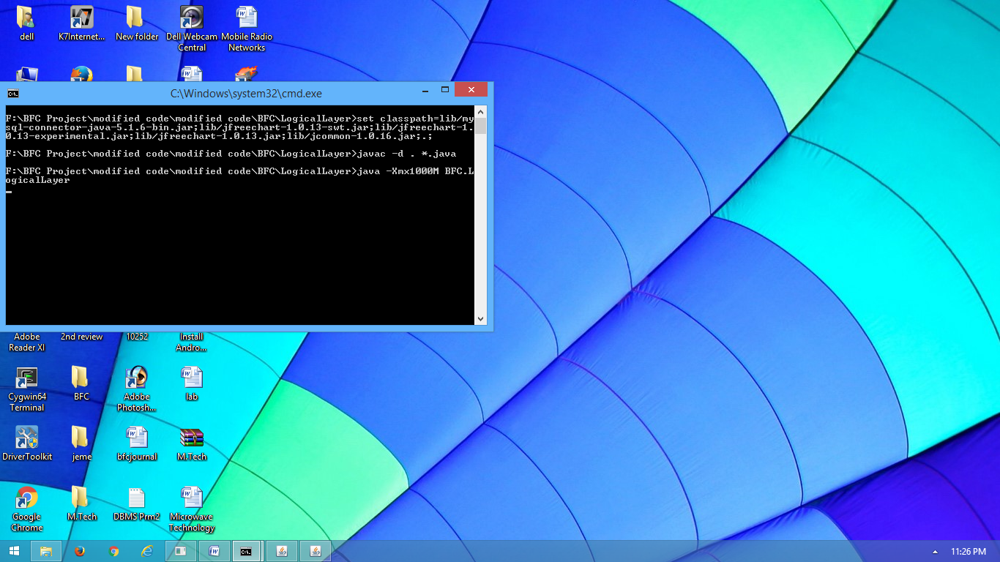 dell
K7Internet...
New folder
Dell Webcam
Central
Mobile Radio
Networks
C:\Windows\system32\cmd.exe
F:\BFC Project\modified code\modified code\BFC\LogicalLayer>set classpath=lib/my
sql-connector-java-5.1.6-bin.jar;lib/jfreechart-1.0.13-swt.jar;lib/jfreechart-1.
0.13-experimental.jar;lib/jfreechart-1.0.13.jar;lib/jcommon-1.0.16.jar;.;
F:\BFC Project\modified code\modified code\BFC\LogicalLayer>javac -d . *.java
F:\BFC Project\modified code\modified code\BFC\LogicalLayer>java -Xmx1000M BFC.L
ogicalLayer
Adobe
Reader XI
2nd review
10252
Install
Andro...
Cygwin64
Terminal
BFC
Adobe
Photosh...
lab
DriverToolkit
jeme
bfcjournal
M.Tech
Google
Chrome
M.Tech
DBMS Prm2
Microwave
Technology
11:26 PM